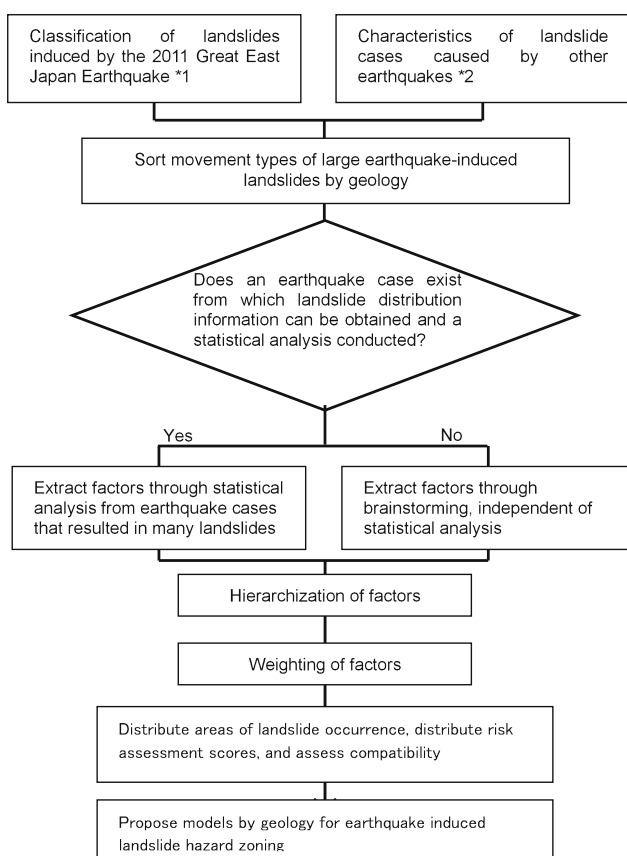 Classification of landslides
induced by the 2011 Great East
Japan Earthquake *1
Characteristics of landslide
cases caused by other
earthquakes *2
Sort movement types of large earthquake-induced
landslides by geology
Does an earthquake case exist
from which landslide distribution
information can be obtained and a
statistical analysis conducted?
Yes
No
Extract factors through statistical
analysis from earthquake cases
that resulted in many landslides
Extract factors through
brainstorming, independent of
statistical analysis
Hierarchization of factors
Weighting of factors
Distribute areas of landslide occurrence, distribute risk
assessment scores, and assess compatibility
Propose models by geology for earthquake induced
landslide hazard zoning